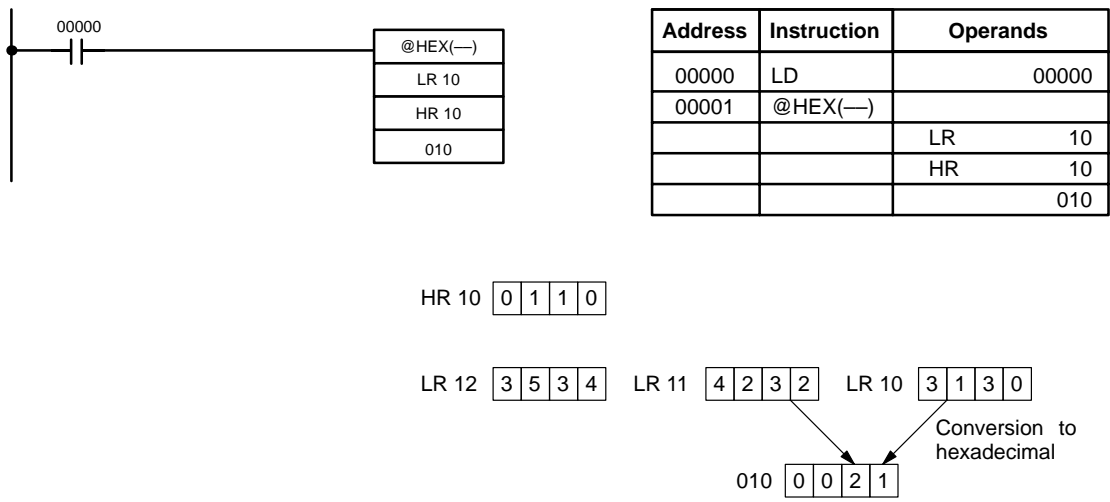 00000
@HEX(––)
LR 10
HR 10
010
Address Instruction Operands
00000 LD 00000
00001 @HEX(––)
LR 10
HR 10
010
HR 10 0 1 1 0
LR 12 3 5 3 4 LR 11 4 2 3 2 LR 10 3 1 3 0
Conversion to
hexadecimal
010 0 0 2 1